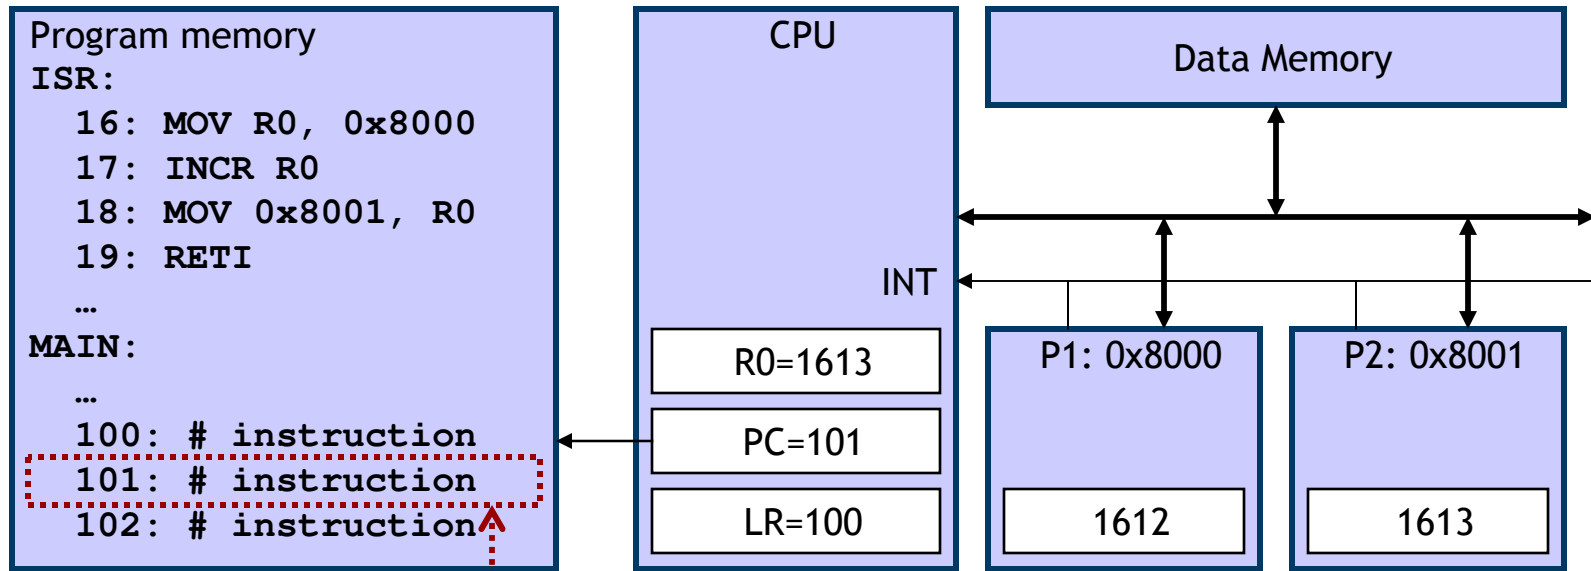 Program memory
ISR:
16: MOV R0, 0x8000
17: INCR R0
18: MOV 0x8001, R0
19: RETI
…
MAIN:
…
100: # instruction
101: # instruction
102: # instruction
CPU
INT
R0=1613
PC=101
LR=100
Data Memory
P1: 0x8000
1612
P2: 0x8001
1613